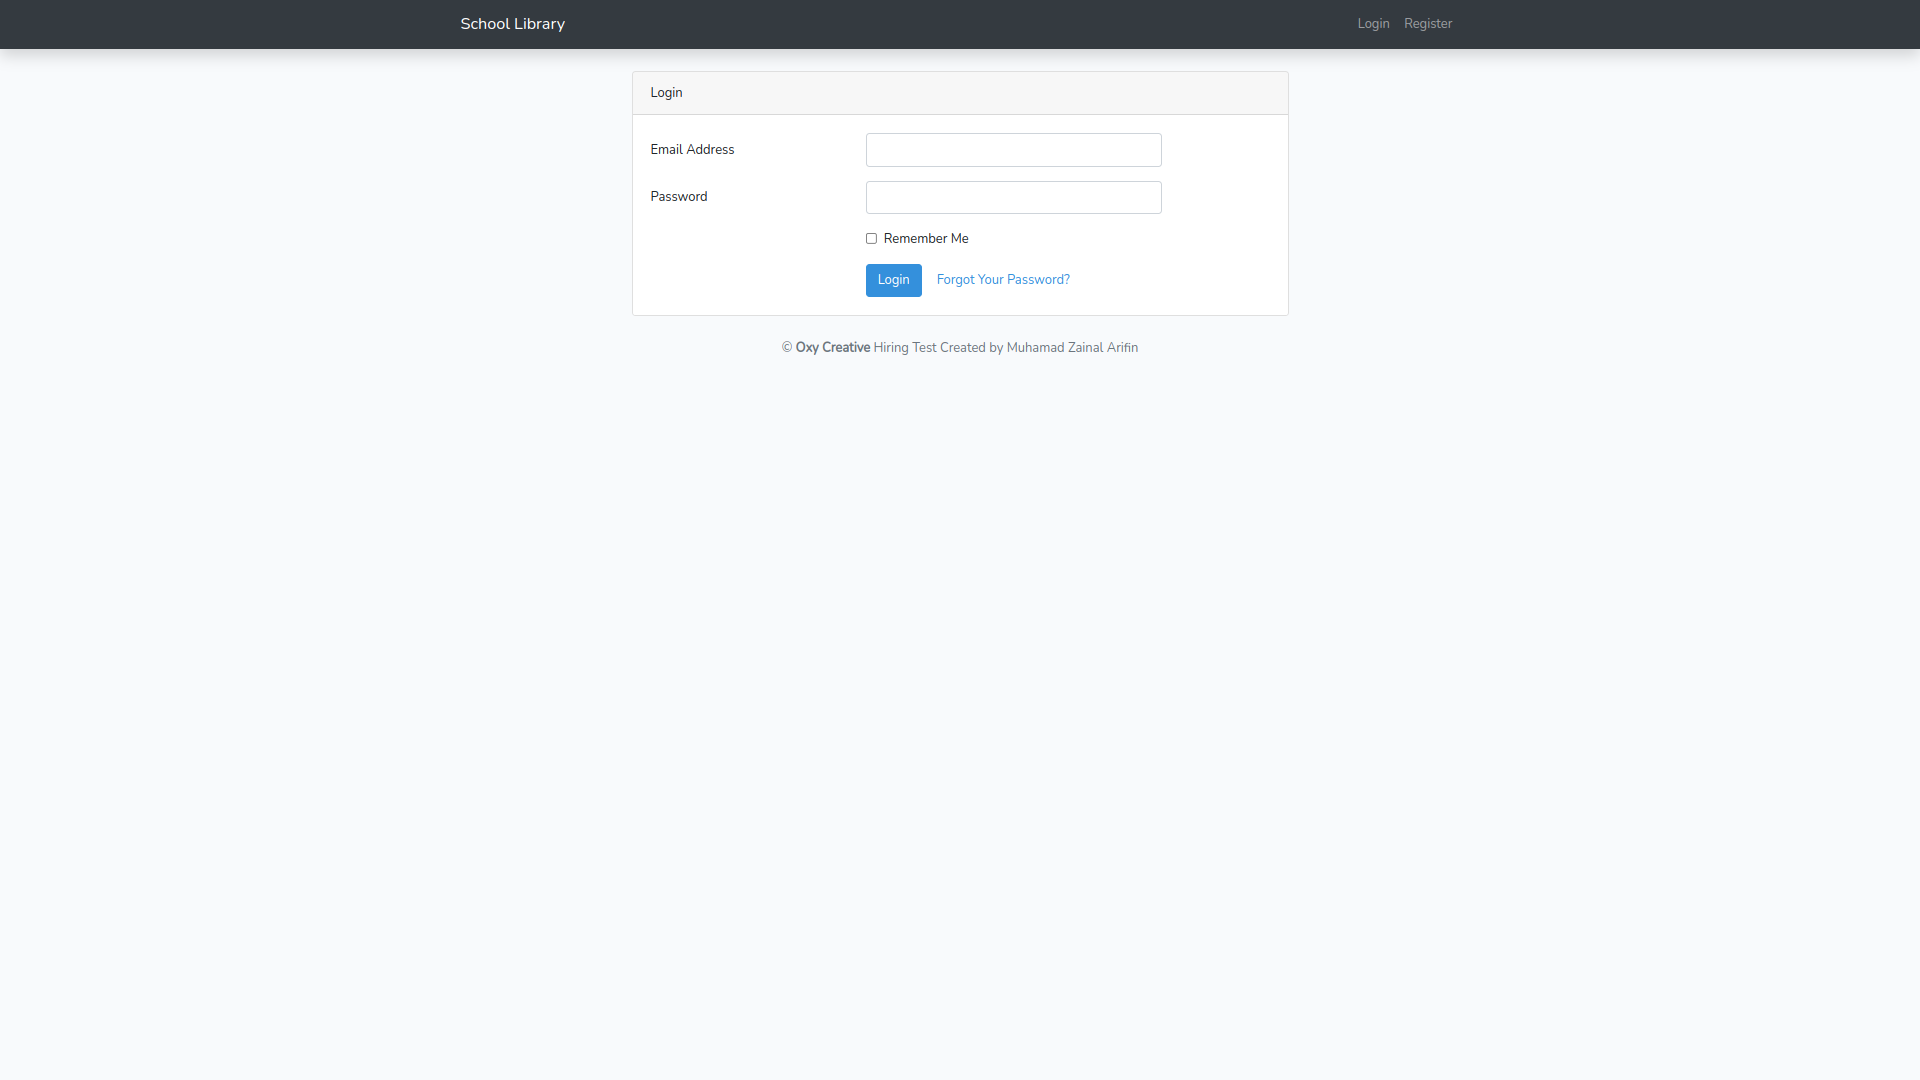 School Library
Login
Register
Login
Email Address
Password
Remember Me
Login
Forgot Your Password?
© Oxy Creative Hiring Test Created by Muhamad Zainal Arifin